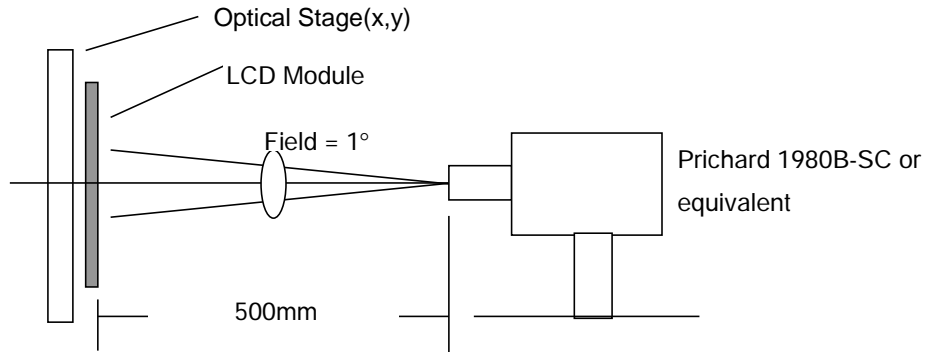 Optical Stage(x,y)
LCD Module
Field = 1°
Prichard 1980B-SC or
equivalent
500mm